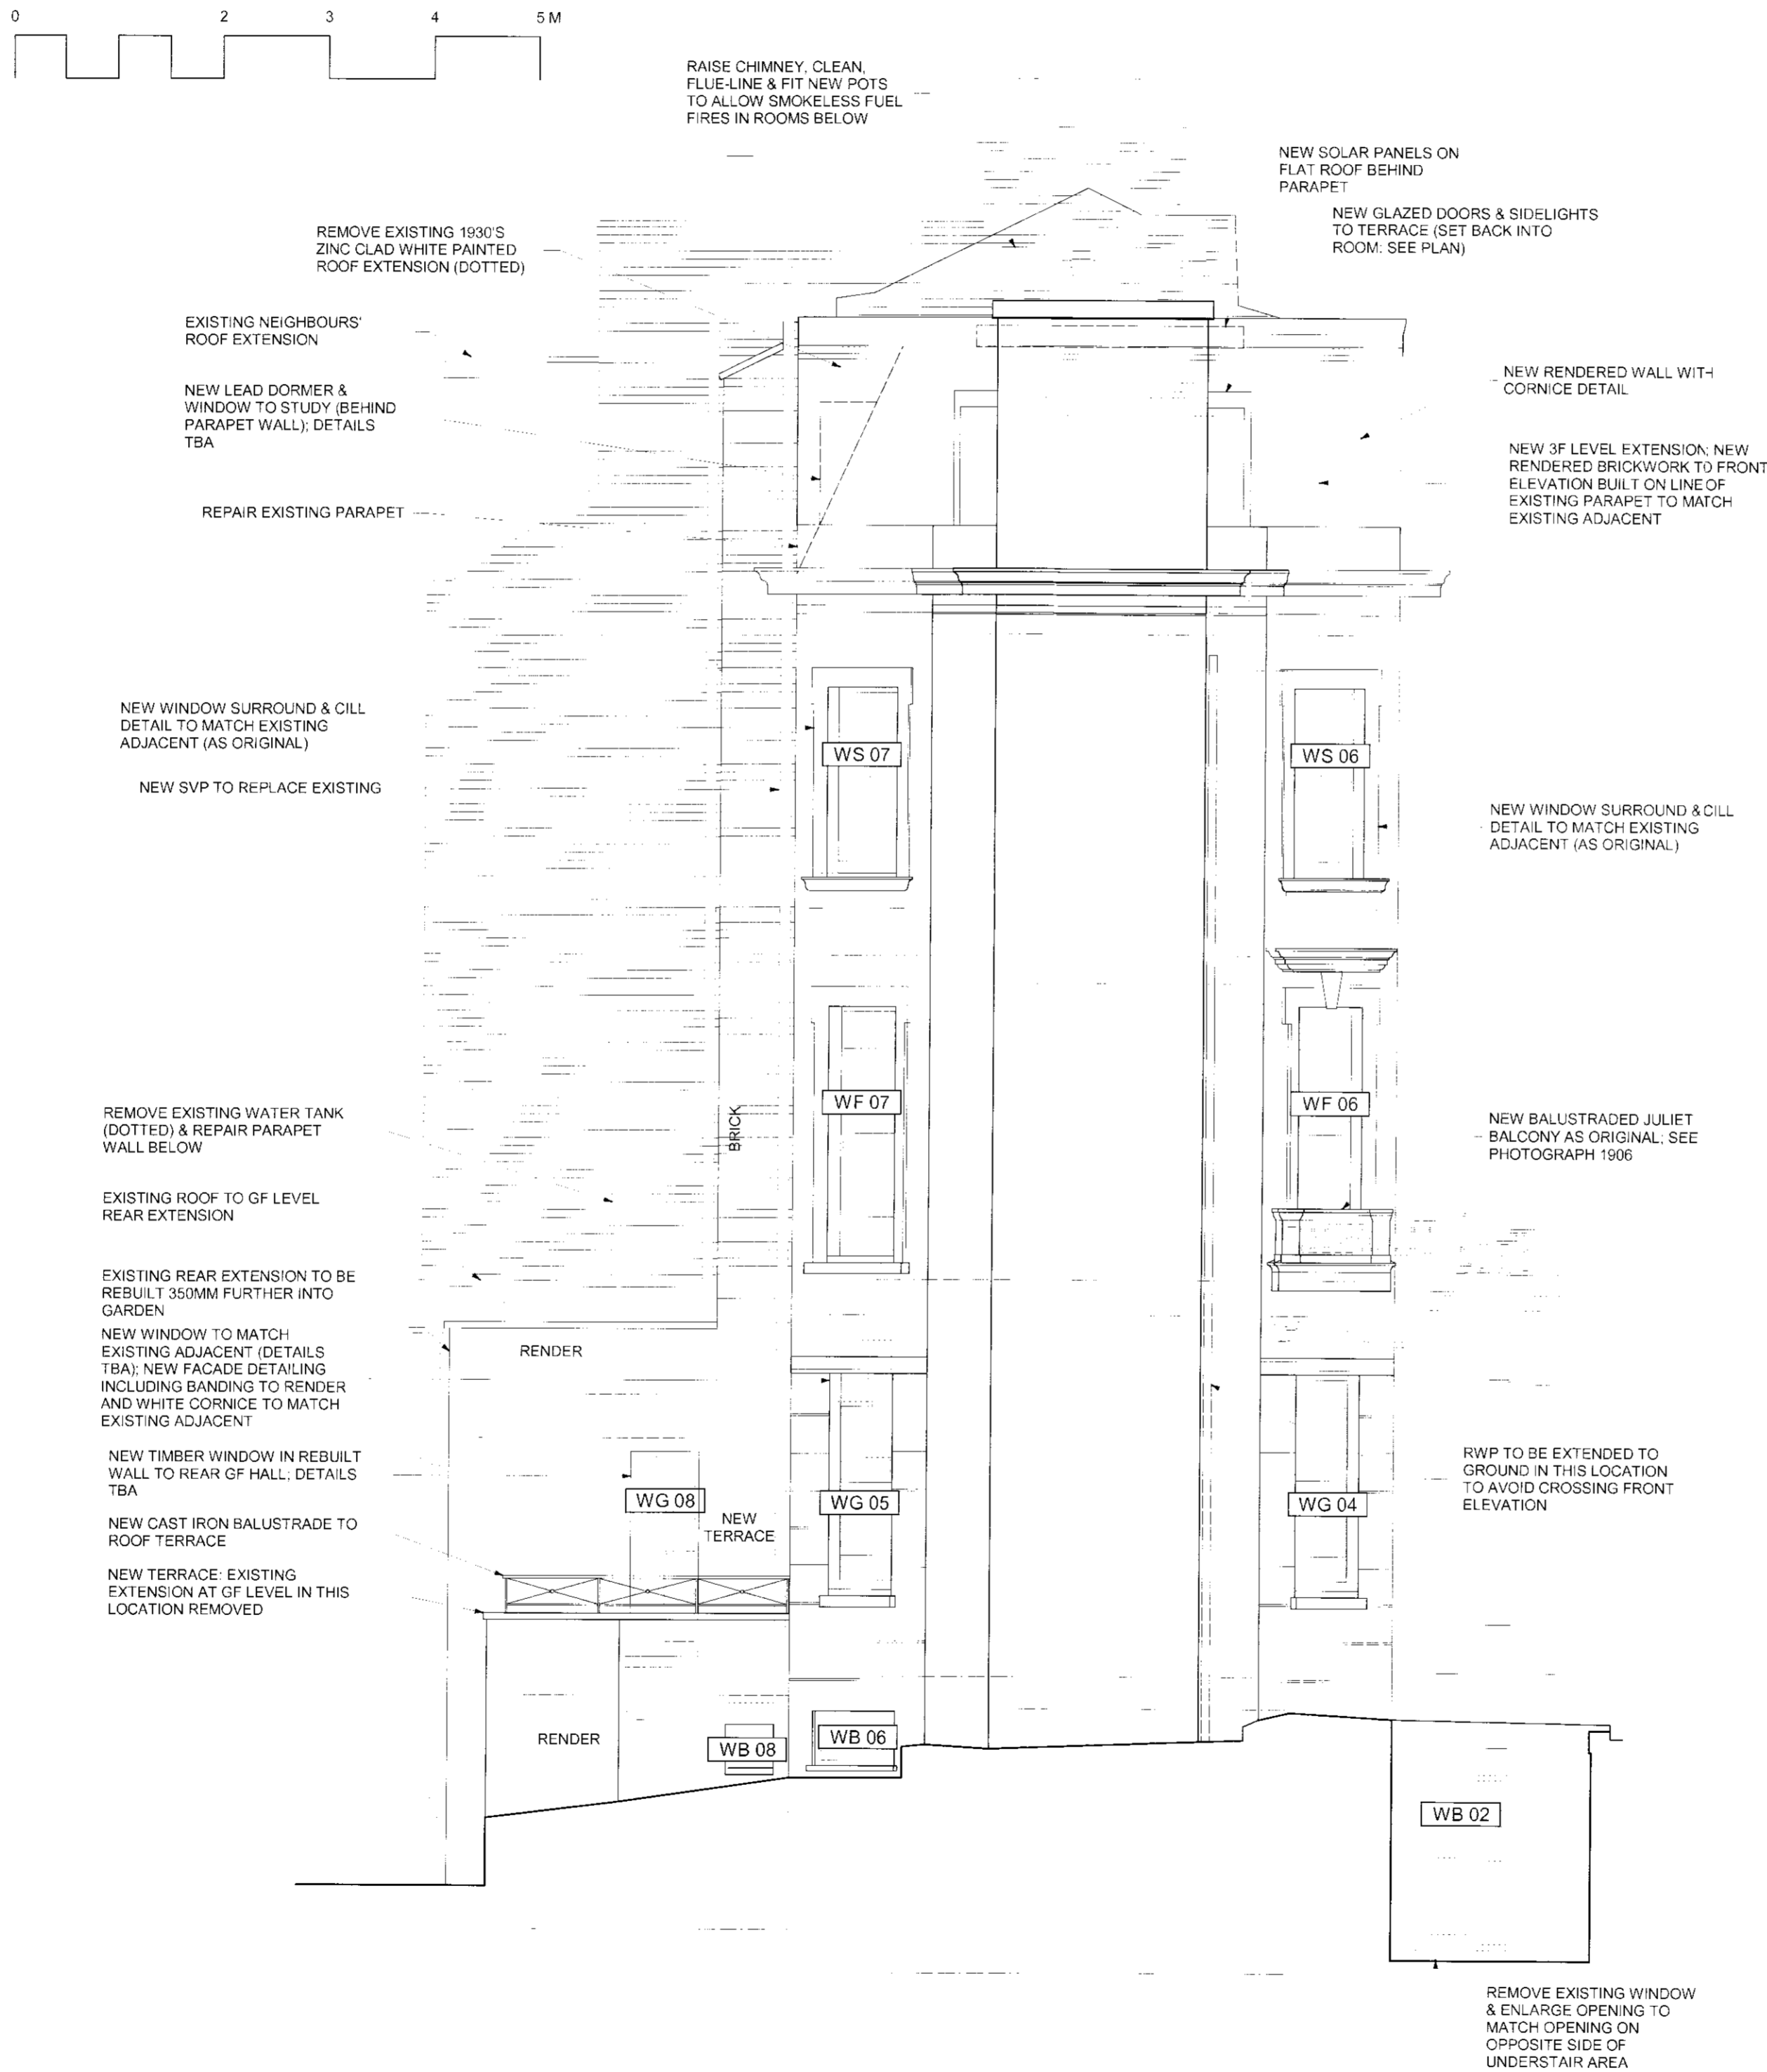 0 2 3 4 5 M
RAISE CHIMNEY, CLEAN,
FLUE-LINE & FIT NEW POTS
TO ALLOW SMOKELESS FUEL
FIRES IN ROOMS BELOW
NEW SOLAR PANELS ON
FLAT ROOF BEHIND
PARAPET
NEW GLAZED DOORS & SIDELIGHTS
TO TERRACE (SET BACK INTO
ROOM: SEE PLAN)
REMOVE EXISTING 1930'S
ZINC CLAD WHITE PAINTED
ROOF EXTENSION (DOTTED)
EXISTING NEIGHBOURS'
ROOF EXTENSION
NEW LEAD DORMER &
WINDOW TO STUDY (BEHIND
PARAPET WALL); DETAILS
TBA
REPAIR EXISTING PARAPET
NEW RENDERED WALL WITH
CORNICE DETAIL
NEW 3F LEVEL EXTENSION; NEW
RENDERED BRICKWORK TO FRONT
ELEVATION BUILT ON LINE OF
EXISTING PARAPET TO MATCH
EXISTING ADJACENT
NEW WINDOW SURROUND & CILL
DETAIL TO MATCH EXISTING
ADJACENT (AS ORIGINAL)
NEW SVP TO REPLACE EXISTING
WS 07
WS 06
NEW WINDOW SURROUND & CILL
DETAIL TO MATCH EXISTING
ADJACENT (AS ORIGINAL)
REMOVE EXISTING WATER TANK
(DOTTED) & REPAIR PARAPET
WALL BELOW
BRICK
WF 07
WF 06
NEW BALUSTRADED JULIET
BALCONY AS ORIGINAL; SEE
PHOTOGRAPH 1906
EXISTING ROOF TO GF LEVEL
REAR EXTENSION
EXISTING REAR EXTENSION TO BE
REBUILT 350MM FURTHER INTO
GARDEN
NEW WINDOW TO MATCH
EXISTING ADJACENT (DETAILS
TBA); NEW FACADE DETAILING
INCLUDING BANDING TO RENDER
AND WHITE CORNICE TO MATCH
EXISTING ADJACENT
RENDER
NEW TIMBER WINDOW IN REBUILT
WALL TO REAR GF HALL; DETAILS
TBA
WG 08
NEW
TERRACE
WG 05
WG 04
RWP TO BE EXTENDED TO
GROUND IN THIS LOCATION
TO AVOID CROSSING FRONT
ELEVATION
NEW CAST IRON BALUSTRADE TO
ROOF TERRACE
NEW TERRACE: EXISTING
EXTENSION AT GF LEVEL IN THIS
LOCATION REMOVED
RENDER
WB 08
WB 06
WB 02
REMOVE EXISTING WINDOW
& ENLARGE OPENING TO
MATCH OPENING ON
OPPOSITE SIDE OF
UNDERSTAIR AREA